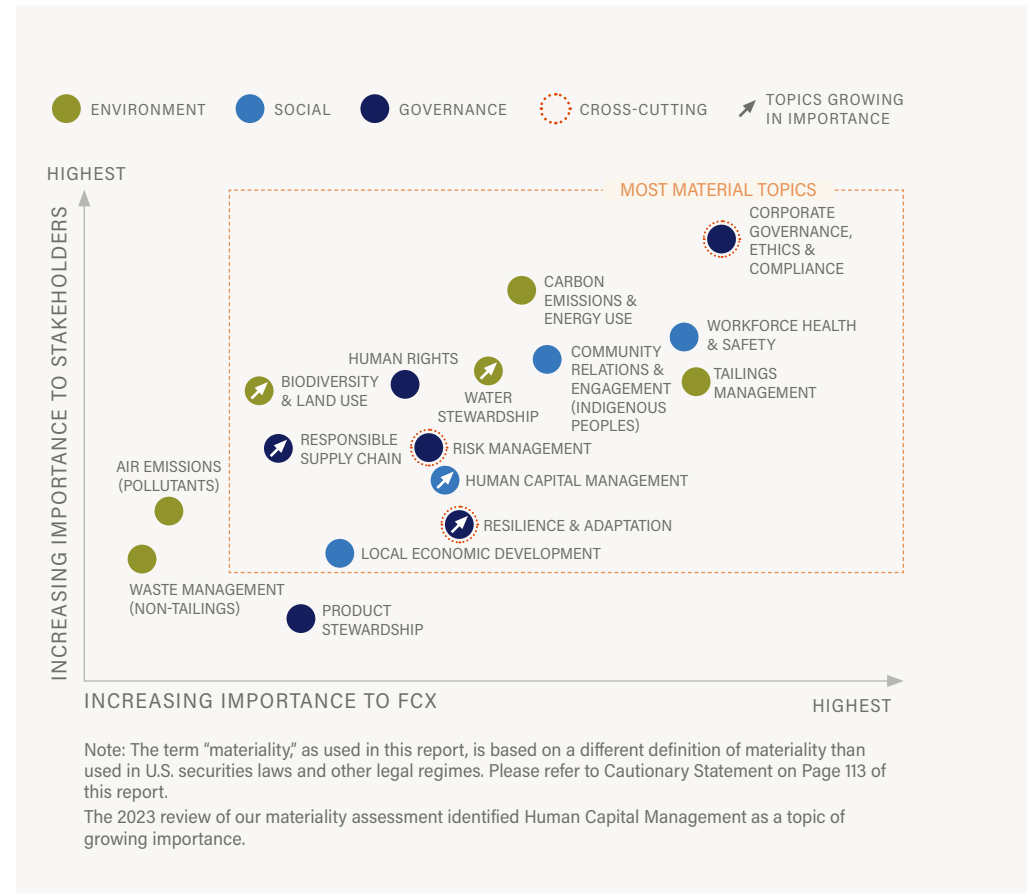 ENVIRONMENT
SOCIAL
GOVERNANCE
CROSS-CUTTING
TOPICS GROWING
IN IMPORTANCE
HIGHEST
INCREASING IMPORTANCE TO STAKEHOLDERS
MOST MATERIAL TOPICS
CORPORATE
GOVERNANCE,
ETHICS &
COMPLIANCE
CARBON
EMISSIONS &
ENERGY USE
WORKFORCE HEALTH
& SAFETY
COMMUNITY
RELATIONS &
ENGAGEMENT
(INDIGENOUS
PEOPLES)
HUMAN RIGHTS
TAILINGS
MANAGEMENT
BIODIVERSITY
& LAND USE
WATER
STEWARDSHIP
RESPONSIBLE
SUPPLY CHAIN
RISK MANAGEMENT
AIR EMISSIONS
(POLLUTANTS)
HUMAN CAPITAL MANAGEMENT
RESILIENCE & ADAPTATION
LOCAL ECONOMIC DEVELOPMENT
WASTE MANAGEMENT
(NON-TAILINGS)
PRODUCT
STEWARDSHIP
INCREASING IMPORTANCE TO FCX
HIGHEST
Note: The term “materiality,” as used in this report, is based on a different definition of materiality than
used in U.S. securities laws and other legal regimes. Please refer to Cautionary Statement on Page 113 of
this report.
The 2023 review of our materiality assessment identified Human Capital Management as a topic of
growing importance.